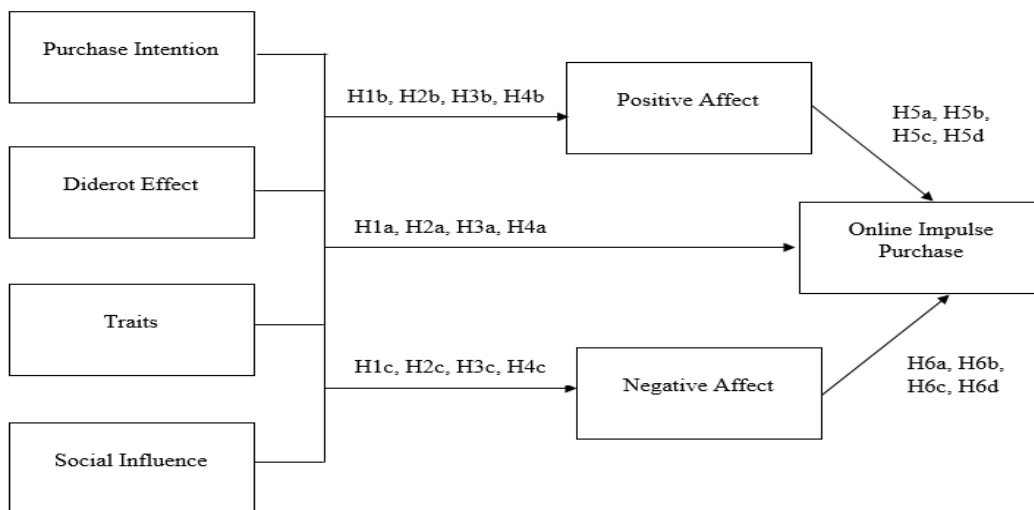 Purchase Intention
H1b, H2b, H3b, H4b
Positive Affect
H5a, H5b,
H5c, H5d
Diderot Effect
H1a, H2a, H3a, H4a
Online Impulse
Purchase
Traits
H1c, H2c, H3c, H4c
Negative Affect
H6a, H6b,
H6c, H6d
Social Influence